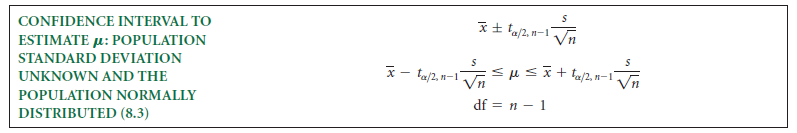 CONFIDENCE INTERVAL TO
ESTIMATE μ: POPULATION
STANDARD DEVIATION
UNKNOWN AND THE
POPULATION NORMALLY
DISTRIBUTED (8.3)
x̄ ± t_{α/2, n−1} s/√n
x̄ − t_{α/2, n−1} s/√n ≤ μ ≤ x̄ + t_{α/2, n−1} s/√n
df = n − 1